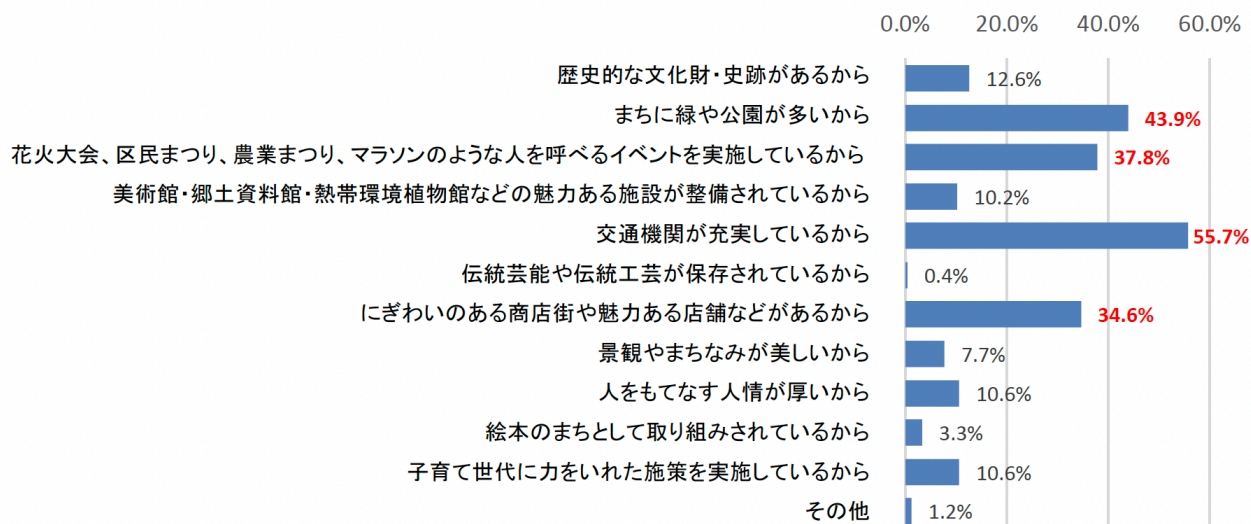 0.0% 20.0% 40.0% 60.0%
歴史的な文化財・史跡があるから 12.6%
まちに緑や公園が多いから 43.9%
花火大会、区民まつり、農業まつり、マラソンのような人を呼べるイベントを実施しているから 37.8%
美術館・郷土資料館・熱帯環境植物館などの魅力ある施設が整備されているから 10.2%
交通機関が充実しているから 55.7%
伝統芸能や伝統工芸が保存されているから 0.4%
にぎわいのある商店街や魅力ある店舗などがあるから 34.6%
景観やまちなみが美しいから 7.7%
人をもてなす人情が厚いから 10.6%
絵本のまちとして取り組みされているから 3.3%
子育て世代に力をいれた施策を実施しているから 10.6%
その他 1.2%